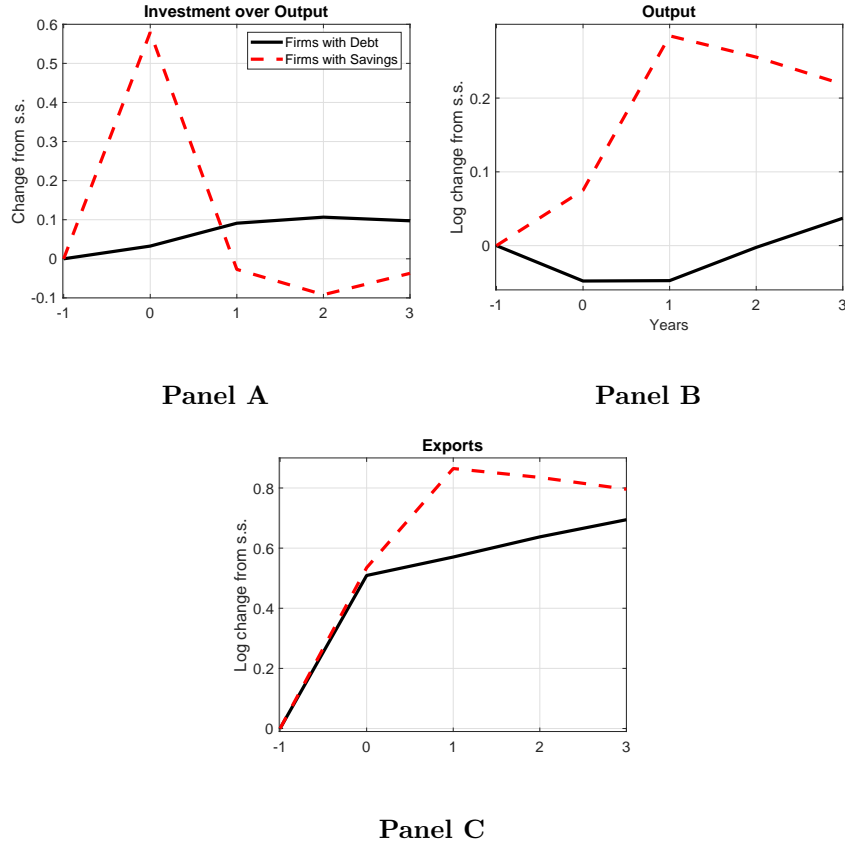 Investment over Output
Change from s.s.
0.6
0.5
0.4
0.3
0.2
0.1
0
-0.1
-1
0
1
2
3
Firms with Debt
Firms with Savings
Panel A
Output
Log change from s.s.
0.2
0.1
0
-1
0
1
2
3
Years
Panel B
Exports
Log change from s.s.
0.8
0.6
0.4
0.2
0
-1
0
1
2
3
Panel C